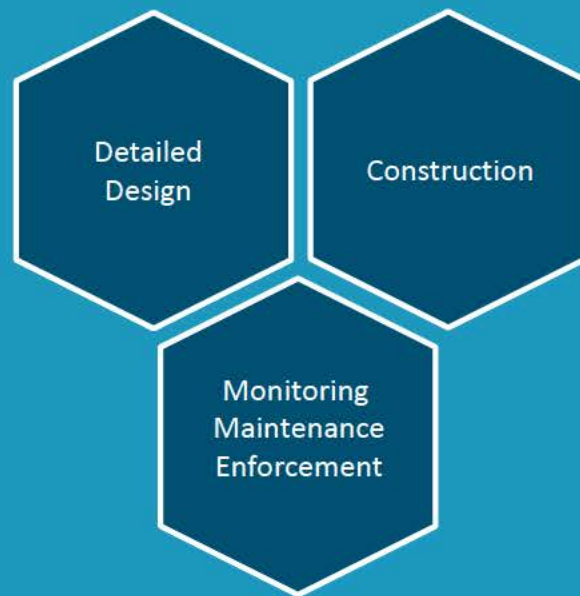 Detailed
Design
Construction
Monitoring
Maintenance
Enforcement